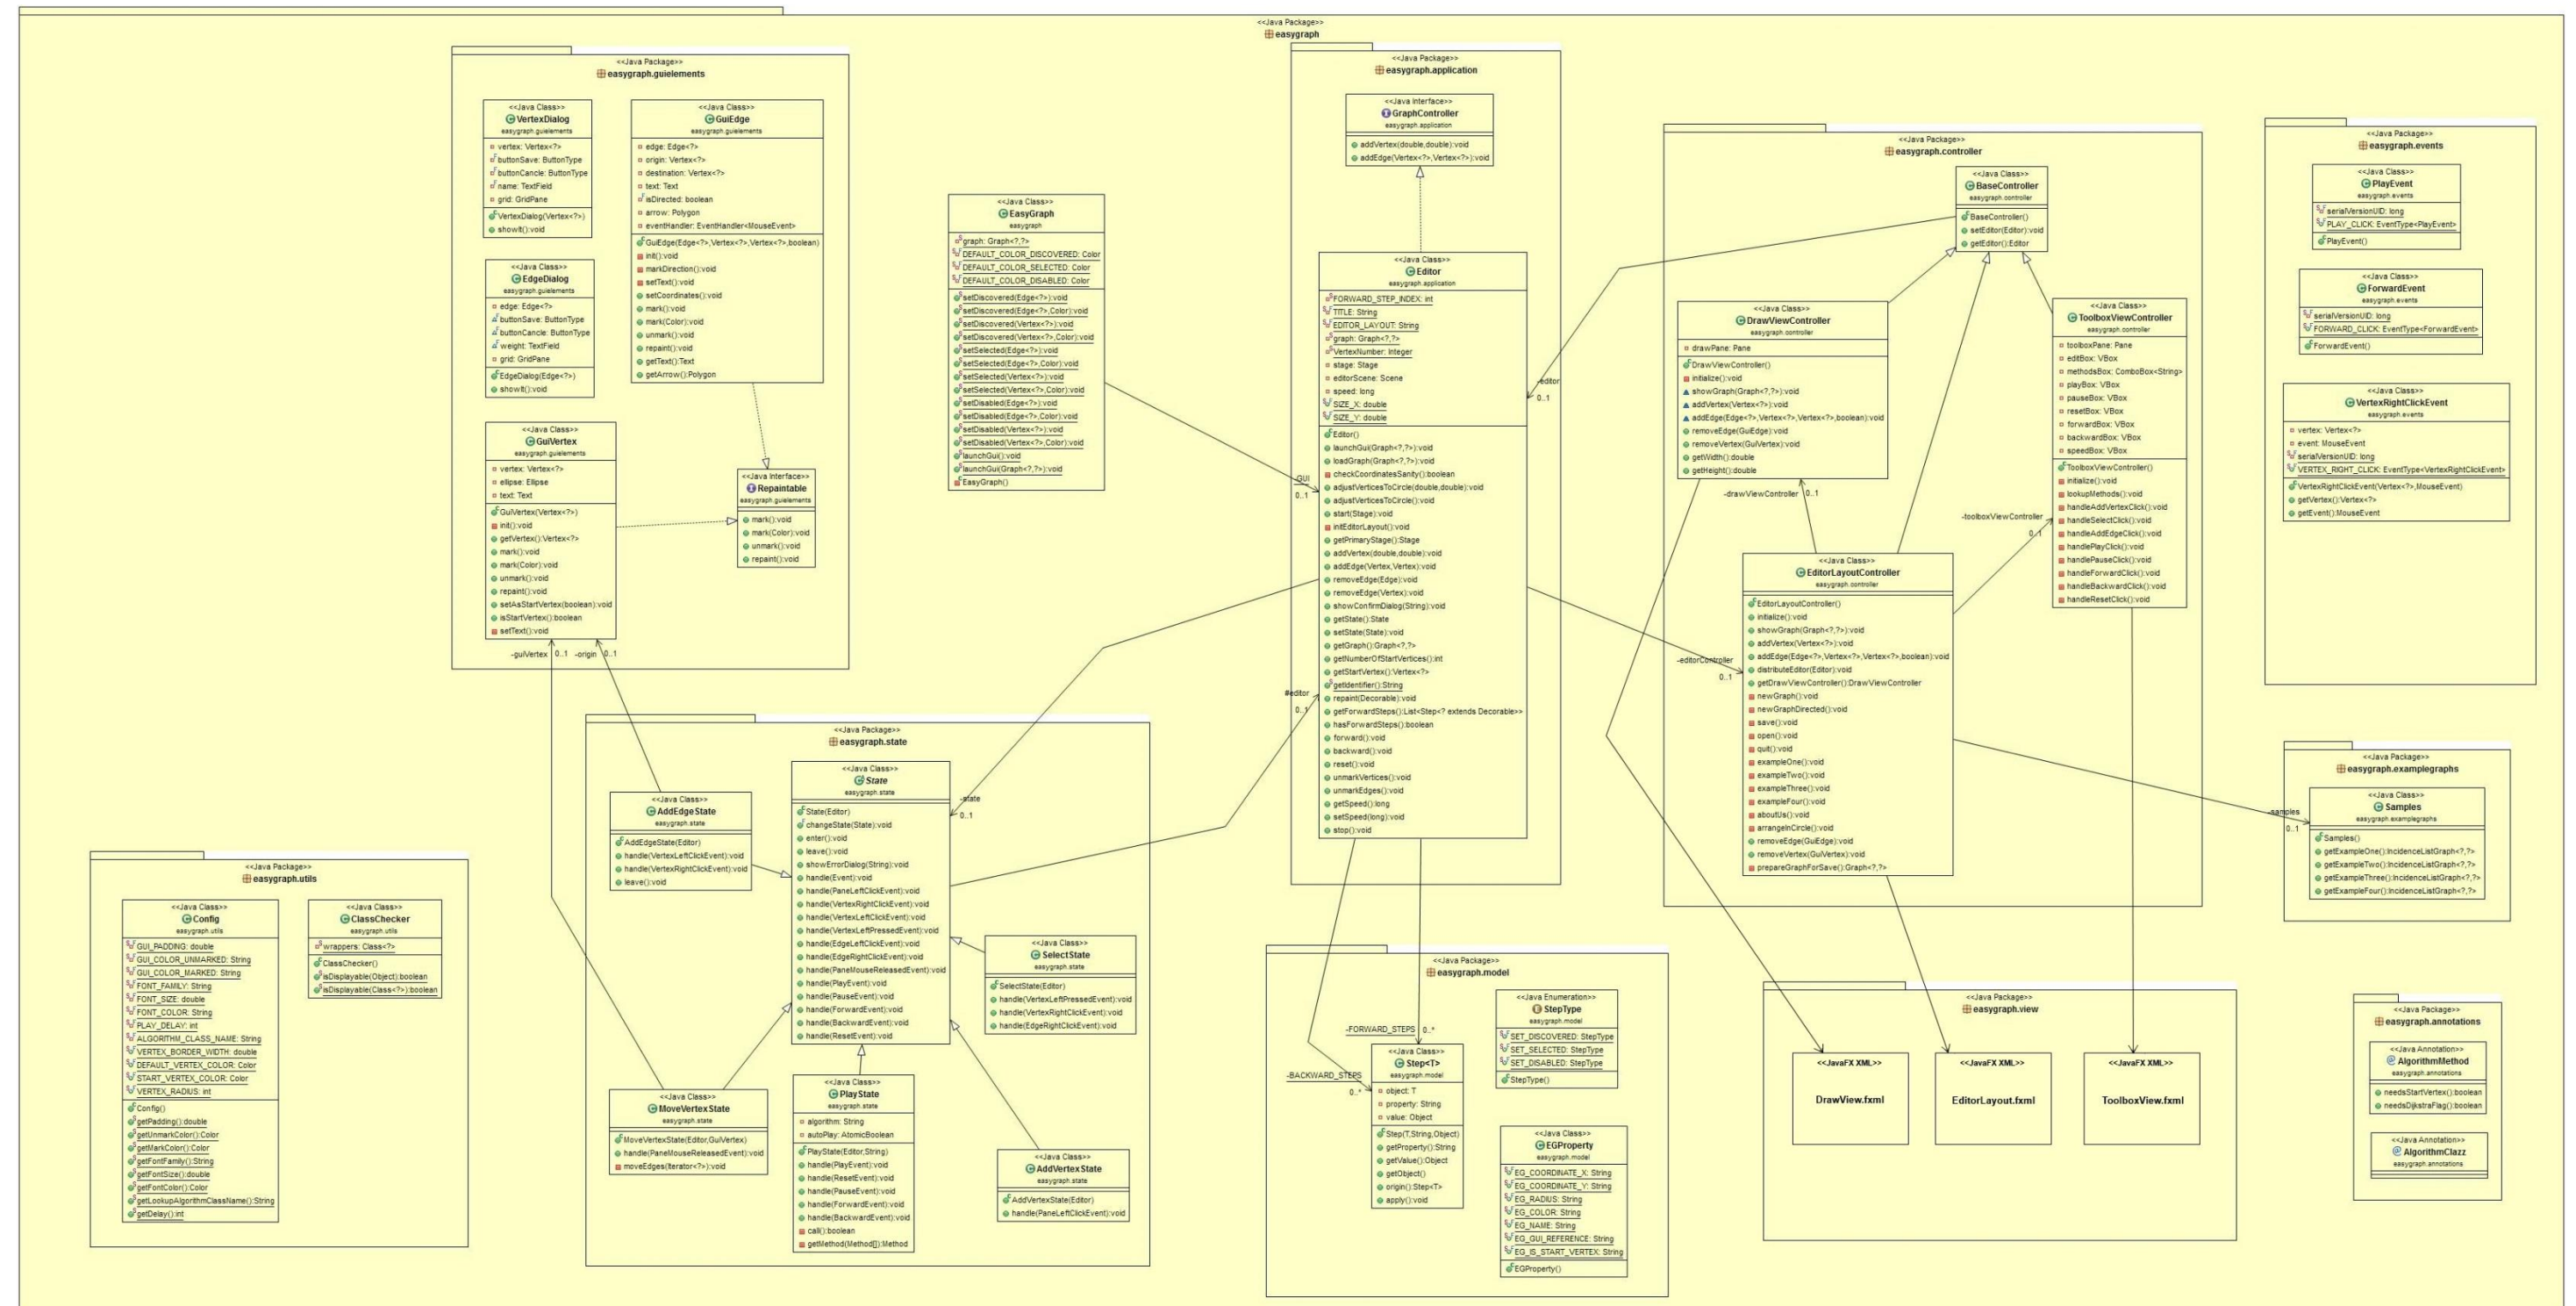 <<Java Package>>
easygraph
<<Java Package>>
easygraph.guielements
<<Java Class>>
VertexDialog
easygraph.guielements
vertex: Vertex<?>
buttonSave: ButtonType
buttonCancle: ButtonType
name: TextField
grid: GridPane
VertexDialog(Vertex<?>)
showIt():void
<<Java Class>>
GuiEdge
easygraph.guielements
edge: Edge<?>
origin: Vertex<?>
destination: Vertex<?>
text: Text
isDirected: boolean
arrow: Polygon
eventHandler: EventHandler<MouseEvent>
GuiEdge(Edge<?>,Vertex<?>,Vertex<?>,boolean)
init():void
markDirection():void
setText():void
setCoordinates():void
mark():void
mark(Color):void
unmark():void
repaint():void
getText():Text
getArrow():Polygon
<<Java Class>>
EdgeDialog
easygraph.guielements
edge: Edge<?>
buttonSave: ButtonType
buttonCancle: ButtonType
weight: TextField
grid: GridPane
EdgeDialog(Edge<?>)
showIt():void
<<Java Class>>
GuiVertex
easygraph.guielements
vertex: Vertex<?>
ellipse: Ellipse
text: Text
GuiVertex(Vertex<?>)
init():void
getVertex():Vertex<?>
mark():void
mark(Color):void
unmark():void
repaint():void
setAsStartVertex(boolean):void
isStartVertex():boolean
setText():void
<<Java Interface>>
Repaintable
easygraph.guielements
mark():void
mark(Color):void
unmark():void
repaint():void
-guiVertex
0..1
-origin
0..1
<<Java Class>>
EasyGraph
easygraph
graph: Graph<?,?>
DEFAULT_COLOR_DISCOVERED: Color
DEFAULT_COLOR_SELECTED: Color
DEFAULT_COLOR_DISABLED: Color
setDiscovered(Edge<?>):void
setDiscovered(Edge<?>,Color):void
setDiscovered(Vertex<?>):void
setDiscovered(Vertex<?>,Color):void
setSelected(Edge<?>):void
setSelected(Edge<?>,Color):void
setSelected(Vertex<?>):void
setSelected(Vertex<?>,Color):void
setDisabled(Edge<?>):void
setDisabled(Edge<?>,Color):void
setDisabled(Vertex<?>):void
setDisabled(Vertex<?>,Color):void
launchGui():void
launchGui(Graph<?,?>):void
EasyGraph()
<<Java Package>>
easygraph.application
<<Java Interface>>
GraphController
easygraph.application
addVertex(double,double):void
addEdge(Vertex<?>,Vertex<?>):void
<<Java Class>>
Editor
easygraph.application
FORWARD_STEP_INDEX: int
TITLE: String
EDITOR_LAYOUT: String
graph: Graph<?,?>
VertexNumber: Integer
stage: Stage
editorScene: Scene
speed: long
SIZE_X: double
SIZE_Y: double
Editor()
launchGui(Graph<?,?>):void
loadGraph(Graph<?,?>):void
checkCoordinatesSanity():boolean
adjustVerticesToCircle(double,double):void
adjustVerticesToCircle():void
start(Stage):void
initEditorLayout():void
getPrimaryStage():Stage
addVertex(double,double):void
addEdge(Vertex,Vertex):void
removeEdge(Edge):void
removeEdge(Vertex):void
showConfirmDialog(String):void
getState():State
setState(State):void
getGraph():Graph<?,?>
getNumberOfStartVertices():int
getStartVertex():Vertex<?>
getIdentifier():String
repaint(Decorable):void
getForwardSteps():List<Step<? extends Decorable>>
hasForwardSteps():boolean
forward():void
backward():void
reset():void
unmarkVertices():void
unmarkEdges():void
getSpeed():long
setSpeed(long):void
stop():void
-GUI
0..1
-editor
0..1
#editor
0..1
<<Java Package>>
easygraph.controller
<<Java Class>>
BaseController
easygraph.controller
BaseController()
setEditor(Editor):void
getEditor():Editor
<<Java Class>>
DrawViewController
easygraph.controller
drawPane: Pane
DrawViewController()
initialize():void
showGraph(Graph<?,?>):void
addVertex(Vertex<?>):void
addEdge(Edge<?>,Vertex<?>,Vertex<?>,boolean):void
removeEdge(GuiEdge):void
removeVertex(GuiVertex):void
getWidth():double
getHeight():double
-drawViewController
0..1
<<Java Class>>
ToolboxViewController
easygraph.controller
toolboxPane: Pane
editBox: VBox
methodsBox: ComboBox<String>
playBox: VBox
pauseBox: VBox
resetBox: VBox
forwardBox: VBox
backwardBox: VBox
speedBox: VBox
ToolboxViewController()
initialize():void
lookupMethods():void
handleAddVertexClick():void
handleSelectClick():void
handleAddEdgeClick():void
handlePlayClick():void
handlePauseClick():void
handleForwardClick():void
handleBackwardClick():void
handleResetClick():void
-toolboxViewController
0..1
<<Java Class>>
EditorLayoutController
easygraph.controller
EditorLayoutController()
initialize():void
showGraph(Graph<?,?>):void
addVertex(Vertex<?>):void
addEdge(Edge<?>,Vertex<?>,Vertex<?>,boolean):void
distributeEditor(Editor):void
getDrawViewController():DrawViewController
newGraph():void
newGraphDirected():void
save():void
open():void
quit():void
exampleOne():void
exampleTwo():void
exampleThree():void
exampleFour():void
aboutUs():void
arrangeInCircle():void
removeEdge(GuiEdge):void
removeVertex(GuiVertex):void
prepareGraphForSave():Graph<?,?>
-editorController
0..1
<<Java Package>>
easygraph.events
<<Java Class>>
PlayEvent
easygraph.events
serialVersionUID: long
PLAY_CLICK: EventType<PlayEvent>
PlayEvent()
<<Java Class>>
ForwardEvent
easygraph.events
serialVersionUID: long
FORWARD_CLICK: EventType<ForwardEvent>
ForwardEvent()
<<Java Class>>
VertexRightClickEvent
easygraph.events
vertex: Vertex<?>
event: MouseEvent
serialVersionUID: long
VERTEX_RIGHT_CLICK: EventType<VertexRightClickEvent>
VertexRightClickEvent(Vertex<?>,MouseEvent)
getVertex():Vertex<?>
getEvent():MouseEvent
<<Java Package>>
easygraph.examplegraphs
<<Java Class>>
Samples
easygraph.examplegraphs
Samples()
getExampleOne():IncidenceListGraph<?,?>
getExampleTwo():IncidenceListGraph<?,?>
getExampleThree():IncidenceListGraph<?,?>
getExampleFour():IncidenceListGraph<?,?>
-samples
0..1
<<Java Package>>
easygraph.state
<<Java Class>>
AddEdgeState
easygraph.state
AddEdgeState(Editor)
handle(VertexLeftClickEvent):void
handle(VertexRightClickEvent):void
leave():void
<<Java Class>>
State
easygraph.state
State(Editor)
changeState(State):void
enter():void
leave():void
showErrorDialog(String):void
handle(Event):void
handle(PaneLeftClickEvent):void
handle(VertexRightClickEvent):void
handle(VertexLeftClickEvent):void
handle(VertexLeftPressedEvent):void
handle(EdgeLeftClickEvent):void
handle(EdgeRightClickEvent):void
handle(PaneMouseReleasedEvent):void
handle(PlayEvent):void
handle(PauseEvent):void
handle(ForwardEvent):void
handle(BackwardEvent):void
handle(ResetEvent):void
-state
0..1
<<Java Class>>
SelectState
easygraph.state
SelectState(Editor)
handle(VertexLeftPressedEvent):void
handle(VertexRightClickEvent):void
handle(EdgeRightClickEvent):void
<<Java Class>>
MoveVertexState
easygraph.state
MoveVertexState(Editor,GuiVertex)
handle(PaneMouseReleasedEvent):void
moveEdges(Iterator<?>):void
<<Java Class>>
PlayState
easygraph.state
algorithm: String
autoPlay: AtomicBoolean
PlayState(Editor,String)
handle(PlayEvent):void
handle(ResetEvent):void
handle(PauseEvent):void
handle(ForwardEvent):void
handle(BackwardEvent):void
call():boolean
getMethod(Method[]):Method
<<Java Class>>
AddVertexState
easygraph.state
AddVertexState(Editor)
handle(PaneLeftClickEvent):void
<<Java Package>>
easygraph.utils
<<Java Class>>
Config
easygraph.utils
GUI_PADDING: double
GUI_COLOR_UNMARKED: String
GUI_COLOR_MARKED: String
FONT_FAMILY: String
FONT_SIZE: double
FONT_COLOR: String
PLAY_DELAY: int
ALGORITHM_CLASS_NAME: String
VERTEX_BORDER_WIDTH: double
DEFAULT_VERTEX_COLOR: Color
START_VERTEX_COLOR: Color
VERTEX_RADIUS: int
Config()
getPadding():double
getUnmarkColor():Color
getMarkColor():Color
getFontFamily():String
getFontSize():double
getFontColor():Color
getLookupAlgorithmClassName():String
getDelay():int
<<Java Class>>
ClassChecker
easygraph.utils
wrappers: Class<?>
ClassChecker()
isDisplayable(Object):boolean
isDisplayable(Class<?>):boolean
<<Java Package>>
easygraph.model
<<Java Enumeration>>
StepType
easygraph.model
SET_DISCOVERED: StepType
SET_SELECTED: StepType
SET_DISABLED: StepType
StepType()
-FORWARD_STEPS
0..*
-BACKWARD_STEPS
0..*
<<Java Class>>
Step<T>
easygraph.model
object: T
property: String
value: Object
Step(T,String,Object)
getProperty():String
getValue():Object
getObject()
origin():Step<T>
apply():void
<<Java Class>>
EGProperty
easygraph.model
EG_COORDINATE_X: String
EG_COORDINATE_Y: String
EG_RADIUS: String
EG_COLOR: String
EG_NAME: String
EG_GUI_REFERENCE: String
EG_IS_START_VERTEX: String
EGProperty()
<<Java Package>>
easygraph.view
<<JavaFX XML>>
DrawView.fxml
<<JavaFX XML>>
EditorLayout.fxml
<<JavaFX XML>>
ToolboxView.fxml
<<Java Package>>
easygraph.annotations
<<Java Annotation>>
AlgorithmMethod
easygraph.annotations
needsStartVertex():boolean
needsDijkstraFlag():boolean
<<Java Annotation>>
AlgorithmClazz
easygraph.annotations